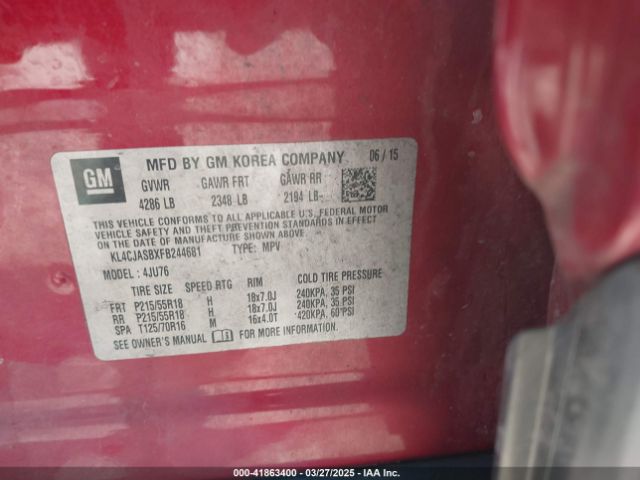 GM
MFD BY GM KOREA COMPANY 06/15
GVWR GAWR FRT GAWR RR
4286 LB 2348 LB 2194 LB
THIS VEHICLE CONFORMS TO ALL APPLICABLE U.S. FEDERAL MOTOR
VEHICLE SAFETY AND THEFT PREVENTION STANDARDS IN EFFECT
ON THE DATE OF MANUFACTURE SHOWN ABOVE.
KL4CJASBXFB244681 TYPE: MPV
MODEL: 4JU76
TIRE SIZE SPEED RTG RIM COLD TIRE PRESSURE
FRT P215/55R18 H 18x7.0J 240KPA, 35 PSI
RR P215/55R18 H 18x7.0J 240KPA, 35 PSI
SPA T125/70R16 M 16x4.0T 420KPA, 60 PSI
SEE OWNER'S MANUAL FOR MORE INFORMATION.
000-41863400 - 03/27/2025 - IAA Inc.